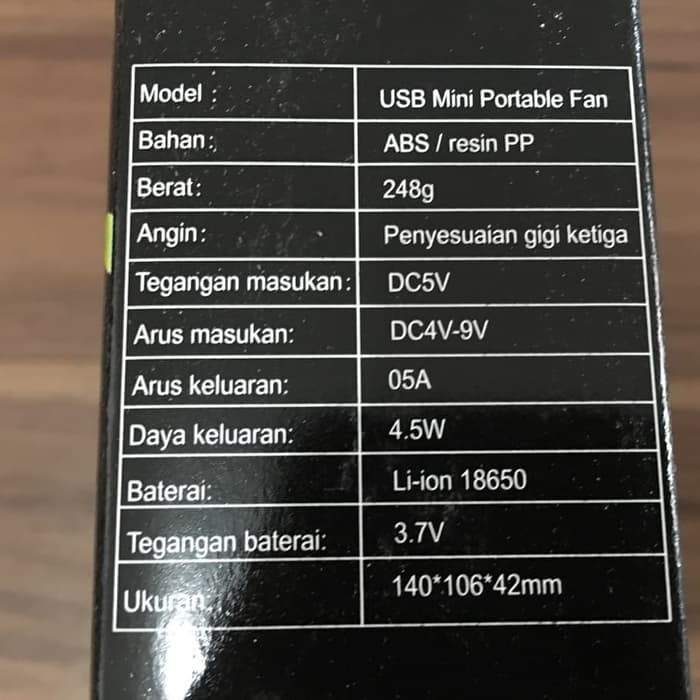 Model : USB Mini Portable Fan
Bahan: ABS / resin PP
Berat: 248g
Angin: Penyesuaian gigi ketiga
Tegangan masukan: DC5V
Arus masukan: DC4V-9V
Arus keluaran: 05A
Daya keluaran: 4.5W
Baterai: Li-ion 18650
Tegangan baterai: 3.7V
Ukuran: 140*106*42mm